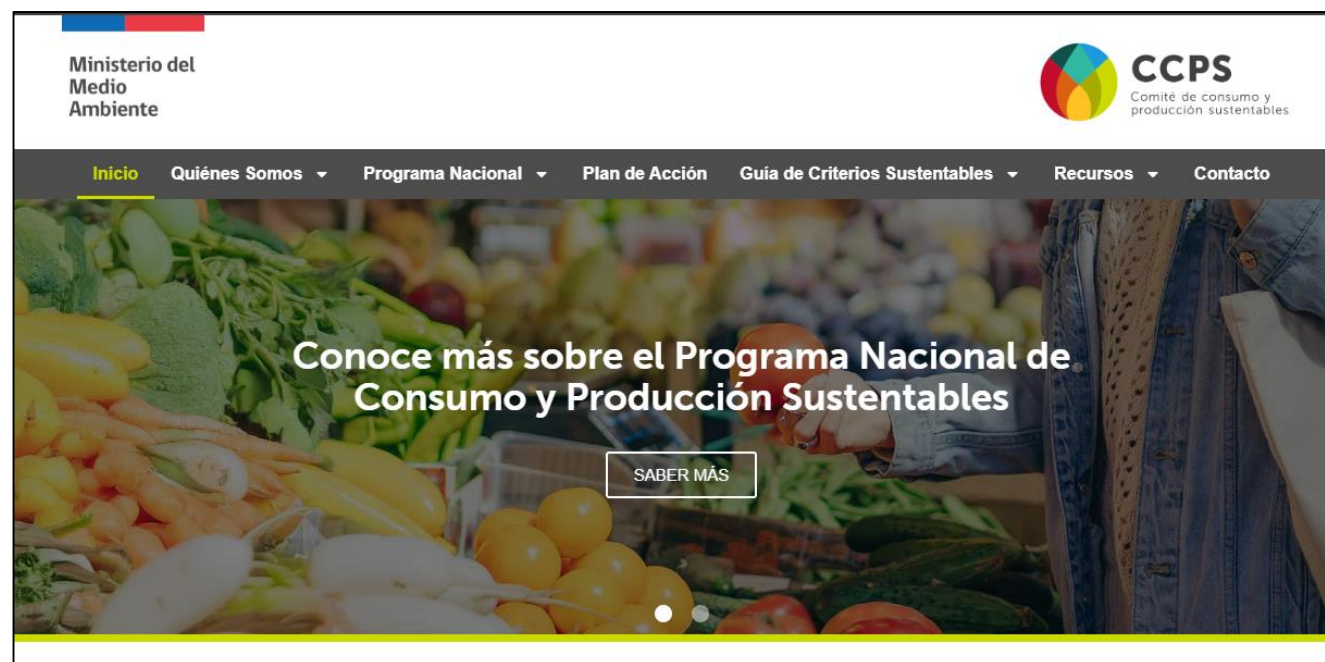 Ministerio del
Medio
Ambiente
CCPS
Comité de consumo y
producción sustentables
Inicio Quiénes Somos Programa Nacional Plan de Acción Guía de Criterios Sustentables Recursos Contacto
Conoce más sobre el Programa Nacional de
Consumo y Producción Sustentables
SABER MÁS